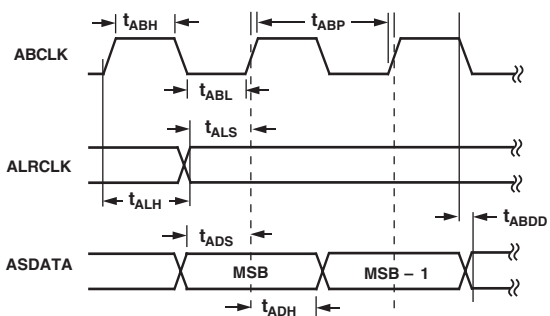 tABH
tABP
ABCLK
tABL
tALS
ALRCLK
tALH
tABDD
tADS
ASDATA
MSB
MSB – 1
tADH